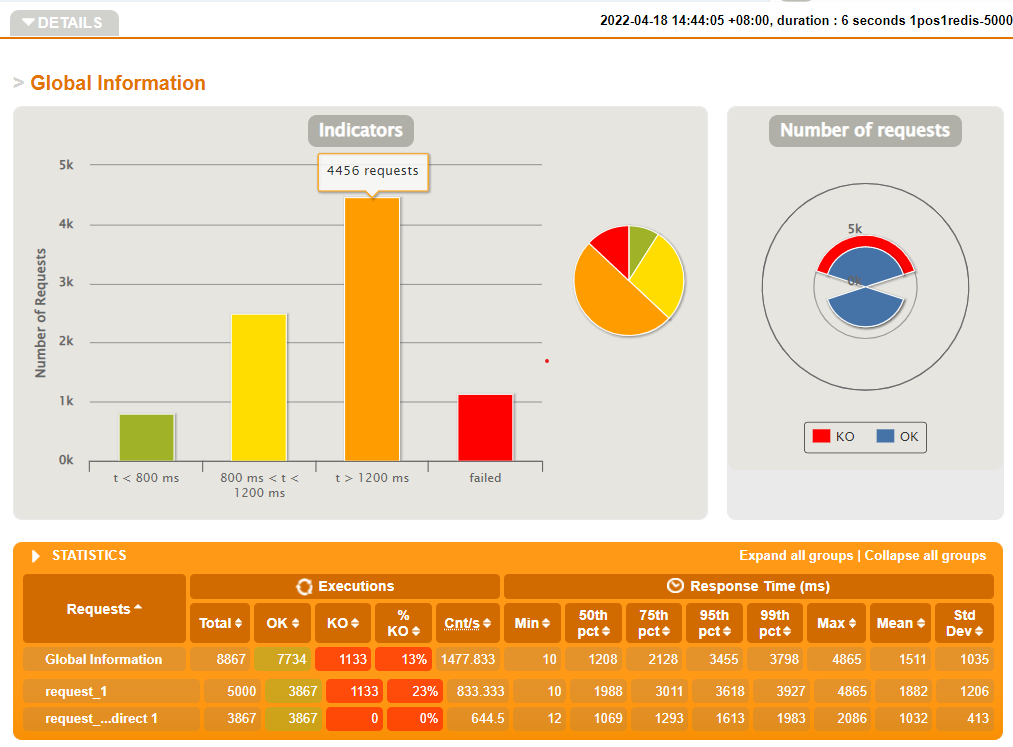 DETAILS
2022-04-18 14:44:05 +08:00, duration : 6 seconds 1pos1redis-5000
> Global Information
Indicators
Number of Requests
5k
4k
3k
2k
1k
0k
4456 requests
t < 800 ms
800 ms < t <
1200 ms
t > 1200 ms
failed
Number of requests
5k
0k
KO OK
STATISTICS
Expand all groups | Collapse all groups
Requests
Executions
Response Time (ms)
Total OK KO % KO Cnt/s Min 50th pct 75th pct 95th pct 99th pct Max Mean Std Dev
Global Information 8867 7734 1133 13% 1477.833 10 1208 2128 3455 3798 4865 1511 1035
request_1 5000 3867 1133 23% 833.333 10 1988 3011 3618 3927 4865 1882 1206
request_...direct 1 3867 3867 0 0% 644.5 12 1069 1293 1613 1983 2086 1032 413